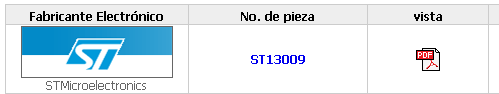 Fabricante Electrónico No. de pieza vista
ST
ST13009
PDF
STMicroelectronics